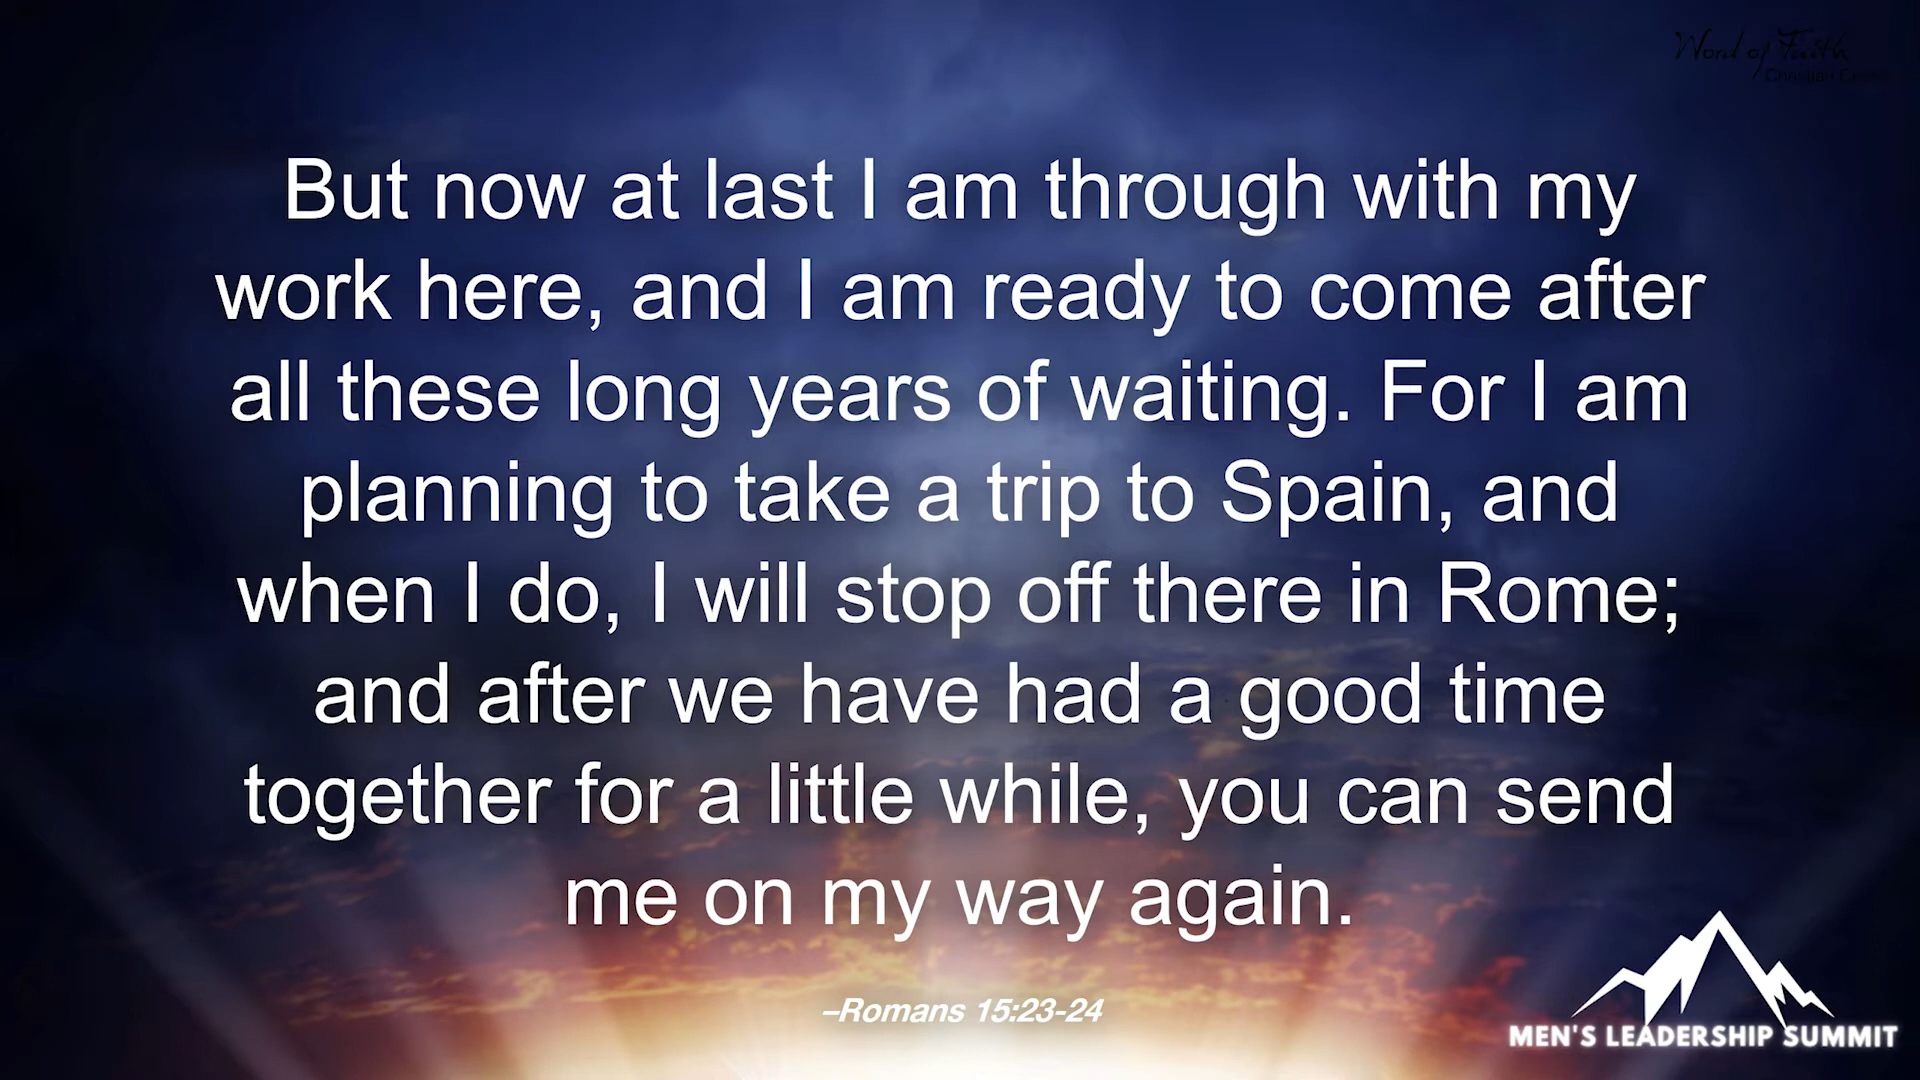 Word of Faith
Christian Center
But now at last I am through with my
work here, and I am ready to come after
all these long years of waiting. For I am
planning to take a trip to Spain, and
when I do, I will stop off there in Rome;
and after we have had a good time
together for a little while, you can send
me on my way again.
–Romans 15:23-24
MEN'S LEADERSHIP SUMMIT